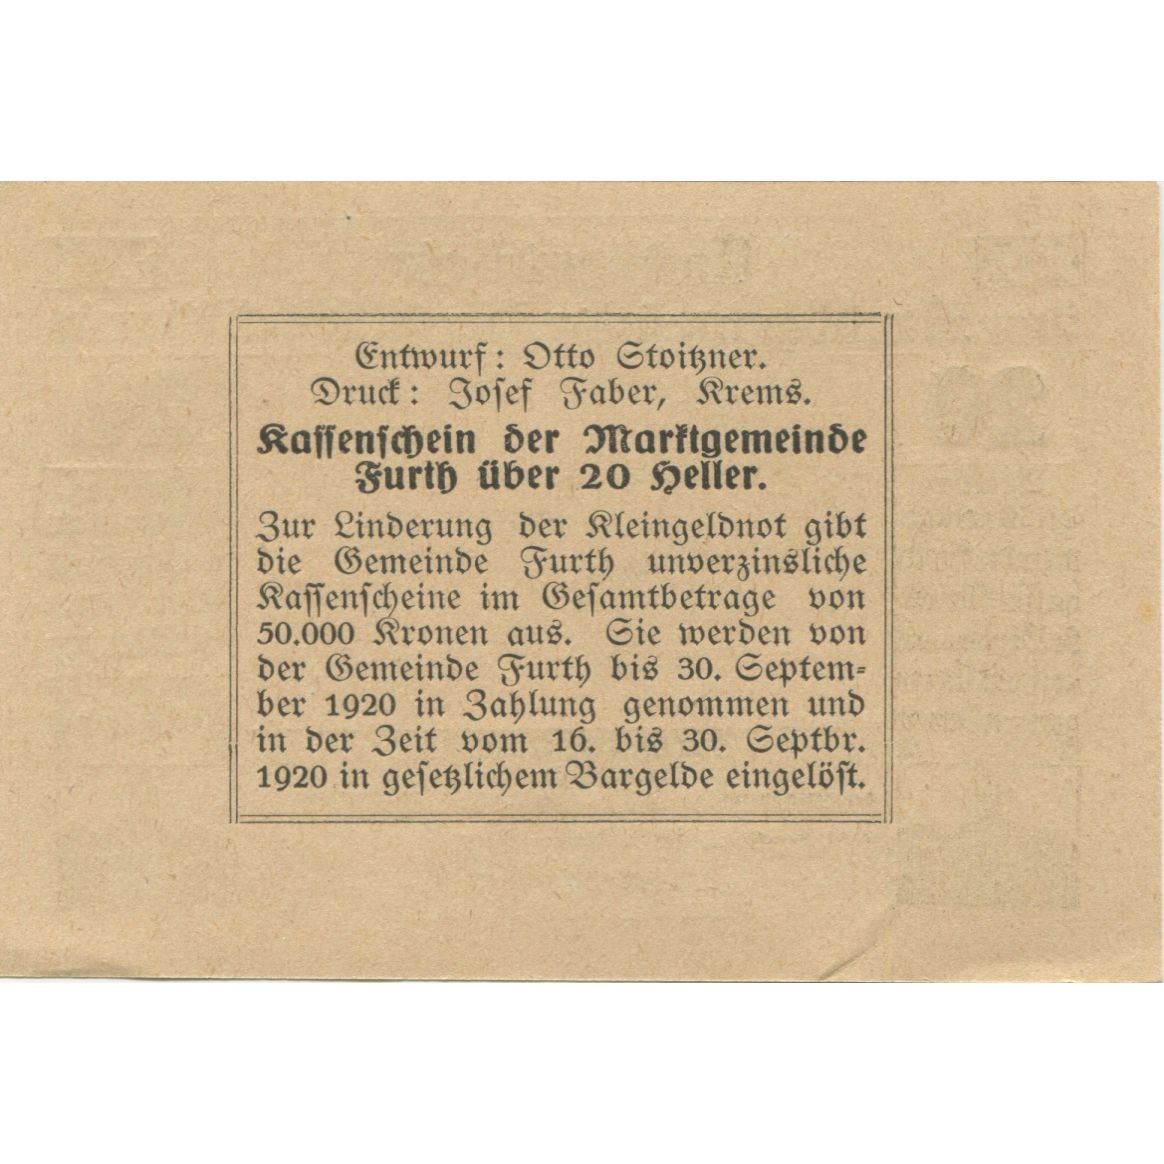 Entwurf: Otto Stoitzner.
Druck: Josef Faber, Krems.
Kassenschein der Marktgemeinde
Furth über 20 Heller.
Zur Linderung der Kleingeldnot gibt
die Gemeinde Furth unverzinsliche
Kassenscheine im Gesamtbetrage von
50.000 Kronen aus. Sie werden von
der Gemeinde Furth bis 30. Septem-
ber 1920 in Zahlung genommen und
in der Zeit vom 16. bis 30. Septbr.
1920 in gesetzlichem Bargelde eingelöst.